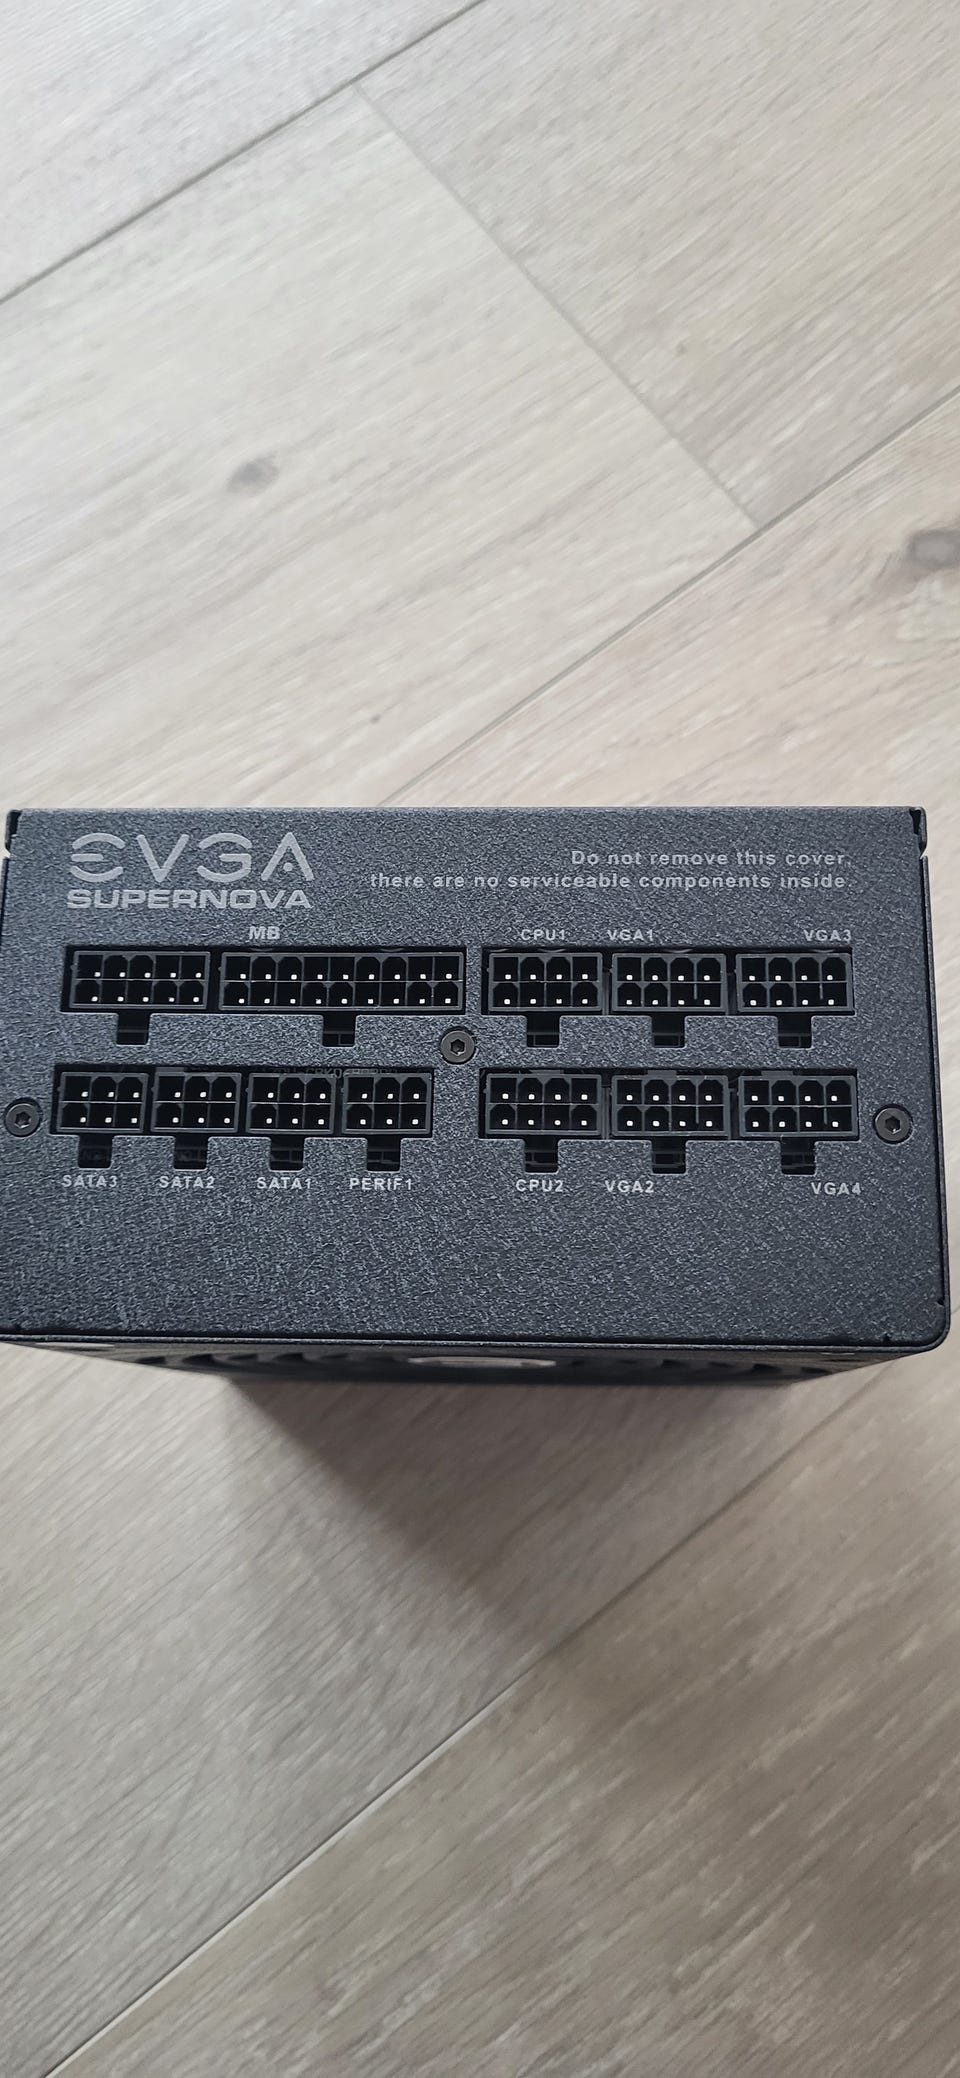 EVGA
SUPERNOVA
Do not remove this cover,
there are no serviceable components inside.
MB
CPU1 VGA1 VGA3
SATA3 SATA2 SATA1 PERIF1 CPU2 VGA2 VGA4